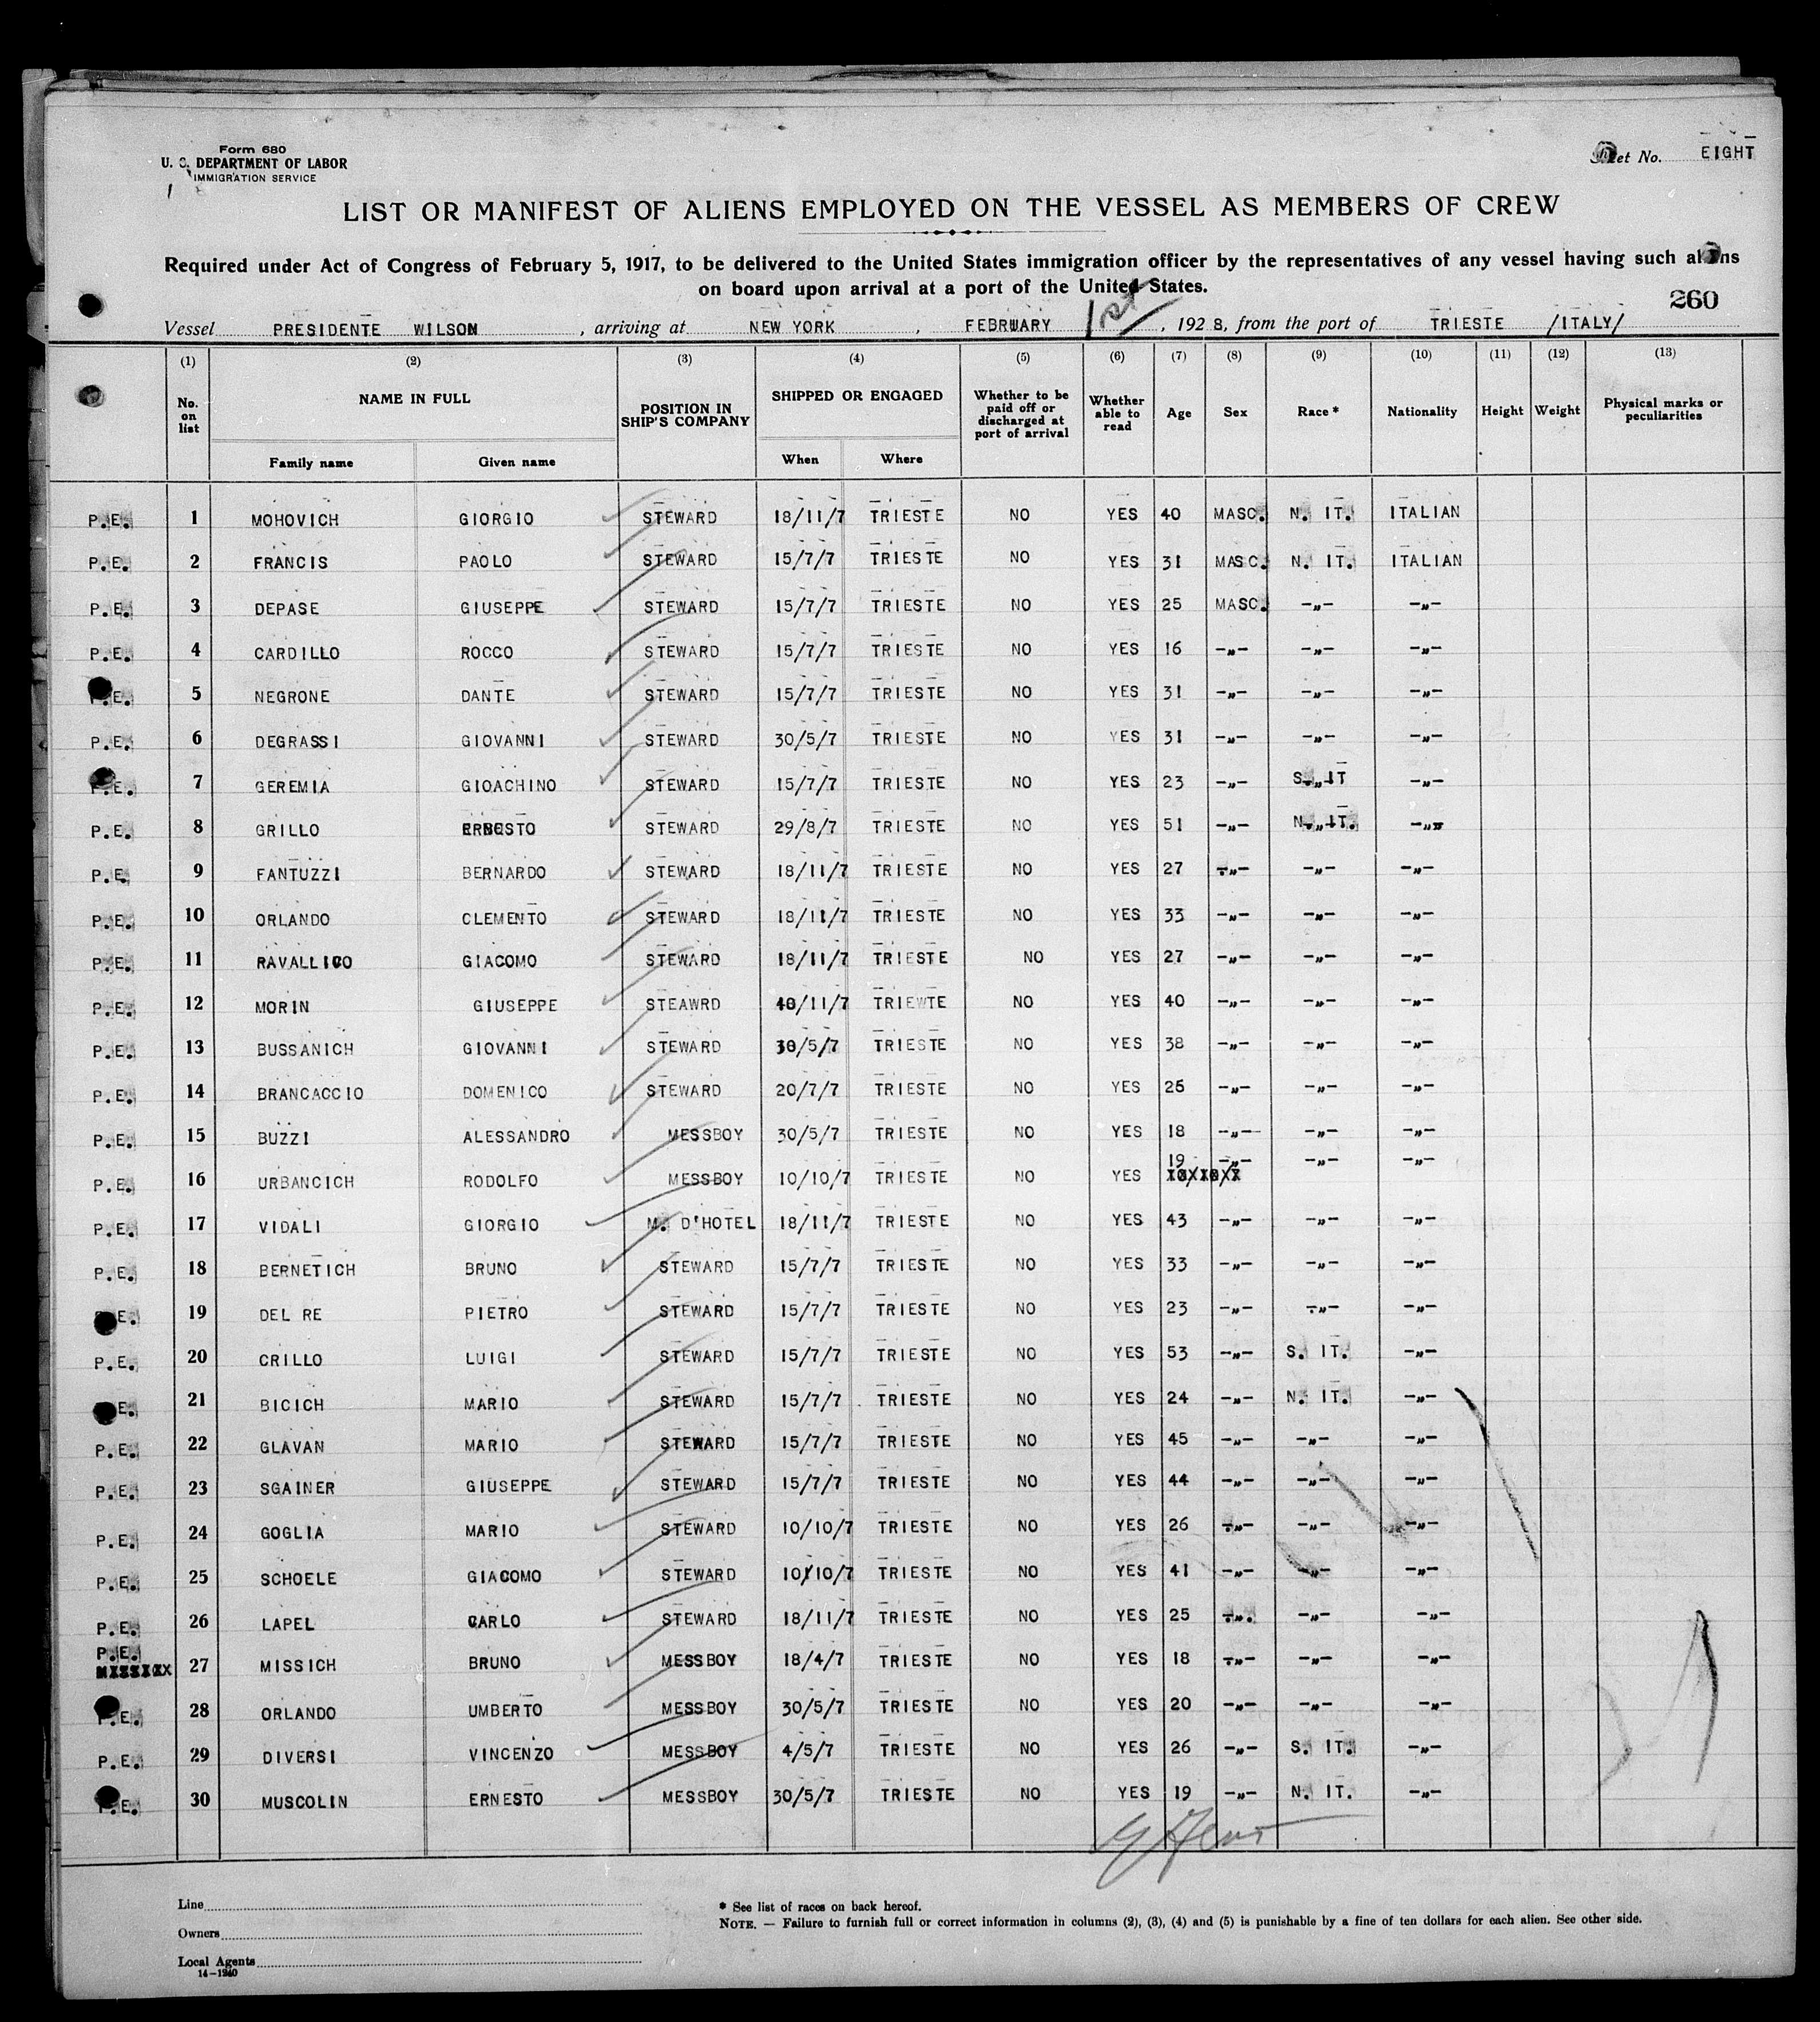 Form 680
U. S. DEPARTMENT OF LABOR
IMMIGRATION SERVICE
Sheet No. EIGHT
LIST OR MANIFEST OF ALIENS EMPLOYED ON THE VESSEL AS MEMBERS OF CREW
Required under Act of Congress of February 5, 1917, to be delivered to the United States immigration officer by the representatives of any vessel having such aliens
on board upon arrival at a port of the United States.
260
Vessel PRESIDENTE WILSON , arriving at NEW YORK , FEBRUARY 1st , 192 8, from the port of TRIESTE /ITALY/
(1) (2) (3) (4) (5) (6) (7) (8) (9) (10) (11) (12) (13)
No. on list NAME IN FULL POSITION IN SHIP'S COMPANY SHIPPED OR ENGAGED Whether to be paid off or discharged at port of arrival Whether able to read Age Sex Race * Nationality Height Weight Physical marks or peculiarities
Family name Given name When Where
P.E. 1 MOHOVICH GIORGIO STEWARD 18/11/7 TRIESTE NO YES 40 MASC. N. IT. ITALIAN
P.E. 2 FRANCIS PAOLO STEWARD 15/7/7 TRIESTE NO YES 31 MASC. N. IT. ITALIAN
P.E. 3 DEPASE GIUSEPPE STEWARD 15/7/7 TRIESTE NO YES 25 MASC. -"- -"-
P.E. 4 CARDILLO ROCCO STEWARD 15/7/7 TRIESTE NO YES 16 -"- -"- -"-
P.E. 5 NEGRONE DANTE STEWARD 15/7/7 TRIESTE NO YES 31 -"- -"- -"-
P.E. 6 DEGRASSI GIOVANNI STEWARD 30/5/7 TRIESTE NO YES 31 -"- -"- -"-
P.E. 7 GEREMIA GIOACHINO STEWARD 15/7/7 TRIESTE NO YES 23 -"- S. IT -"-
P.E. 8 GRILLO ERNESTO STEWARD 29/8/7 TRIESTE NO YES 51 -"- N. IT. -"-
P.E. 9 FANTUZZI BERNARDO STEWARD 18/11/7 TRIESTE NO YES 27 -"- -"- -"-
P.E. 10 ORLANDO CLEMENTO STEWARD 18/11/7 TRIESTE NO YES 33 -"- -"- -"-
P.E. 11 RAVALLICO GIACOMO STEWARD 18/11/7 TRIESTE NO YES 27 -"- -"- -"-
P.E. 12 MORIN GIUSEPPE STEAWRD /11/7 TRIEWTE NO YES 40 -"- -"- -"-
P.E. 13 BUSSANICH GIOVANNI STEWARD 30/5/7 TRIESTE NO YES 38 -"- -"- -"-
P.E. 14 BRANCACCIO DOMENICO STEWARD 20/7/7 TRIESTE NO YES 25 -"- -"- -"-
P.E. 15 BUZZI ALESSANDRO MESSBOY 30/5/7 TRIESTE NO YES 18 -"- -"- -"-
P.E. 16 URBANCICH RODOLFO MESSBOY 10/10/7 TRIESTE NO YES 19 -"- -"- -"-
P.E. 17 VIDALI GIORGIO M. D'HOTEL 18/11/7 TRIESTE NO YES 43 -"- -"- -"-
P.E. 18 BERNETICH BRUNO STEWARD 15/7/7 TRIESTE NO YES 33 -"- -"- -"-
P.E. 19 DEL RE PIETRO STEWARD 15/7/7 TRIESTE NO YES 23 -"- -"- -"-
P.E. 20 CRILLO LUIGI STEWARD 15/7/7 TRIESTE NO YES 53 -"- S. IT. -"-
P.E. 21 BICICH MARIO STEWARD 15/7/7 TRIESTE NO YES 24 -"- N. IT. -"-
P.E. 22 GLAVAN MARIO STEWARD 15/7/7 TRIESTE NO YES 45 -"- -"- -"-
P.E. 23 SGAINER GIUSEPPE STEWARD 15/7/7 TRIESTE NO YES 44 -"- -"- -"-
P.E. 24 GOGLIA MARIO STEWARD 10/10/7 TRIESTE NO YES 26 -"- -"- -"-
P.E. 25 SCHOELE GIACOMO STEWARD 10/10/7 TRIESTE NO YES 41 -"- -"- -"-
P.E. 26 LAPEL CARLO STEWARD 18/11/7 TRIESTE NO YES 25 -"- -"- -"-
P.E. 27 MISSICH BRUNO MESSBOY 18/4/7 TRIESTE NO YES 18 -"- -"- -"-
P.E. 28 ORLANDO UMBERTO MESSBOY 30/5/7 TRIESTE NO YES 20 -"- -"- -"-
P.E. 29 DIVERSI VINCENZO MESSBOY 4/5/7 TRIESTE NO YES 26 -"- S. IT. -"-
P.E. 30 MUSCOLIN ERNESTO MESSBOY 30/5/7 TRIESTE NO YES 19 -"- N. IT. -"-
Line
Owners
Local Agents
14-1240
* See list of races on back hereof.
NOTE. — Failure to furnish full or correct information in columns (2), (3), (4) and (5) is punishable by a fine of ten dollars for each alien. See other side.